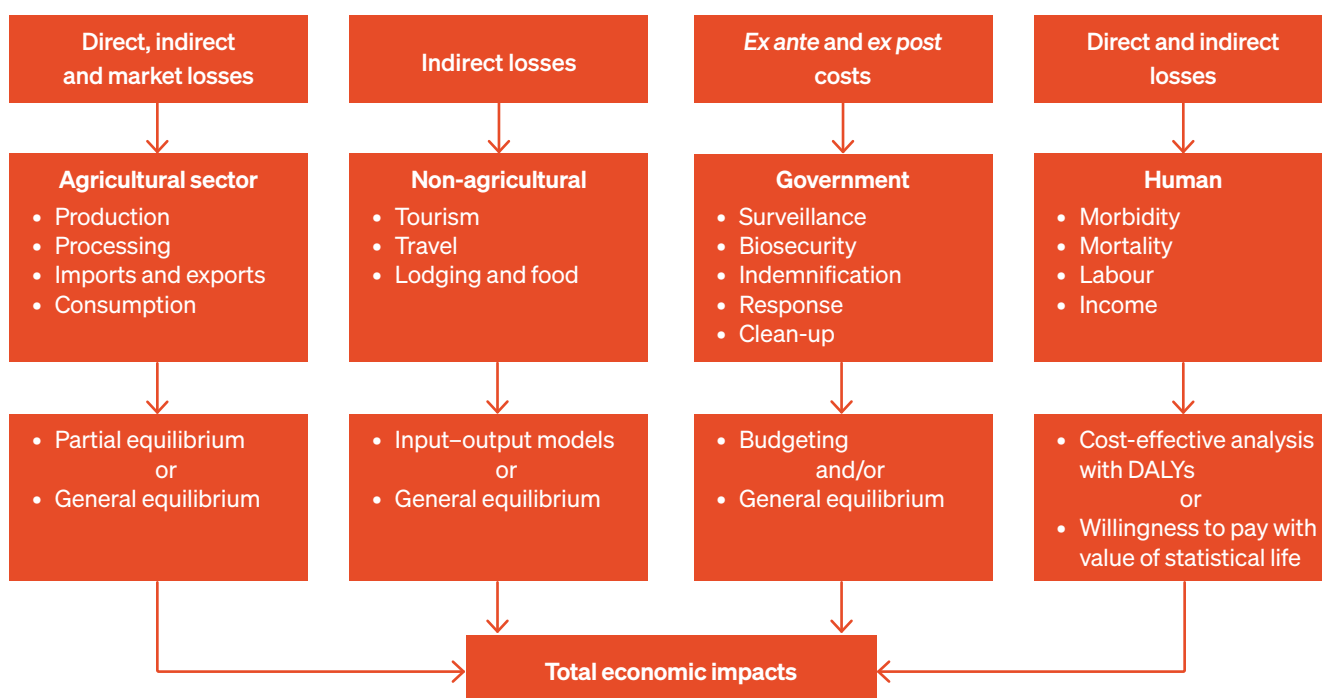 Direct, indirect
and market losses
Indirect losses
Ex ante and ex post
costs
Direct and indirect
losses
Agricultural sector
• Production
• Processing
• Imports and exports
• Consumption
Non-agricultural
• Tourism
• Travel
• Lodging and food
Government
• Surveillance
• Biosecurity
• Indemnification
• Response
• Clean-up
Human
• Morbidity
• Mortality
• Labour
• Income
• Partial equilibrium
or
• General equilibrium
• Input–output models
or
• General equilibrium
• Budgeting
and/or
• General equilibrium
• Cost-effective analysis
with DALYs
or
• Willingness to pay with
value of statistical life
Total economic impacts